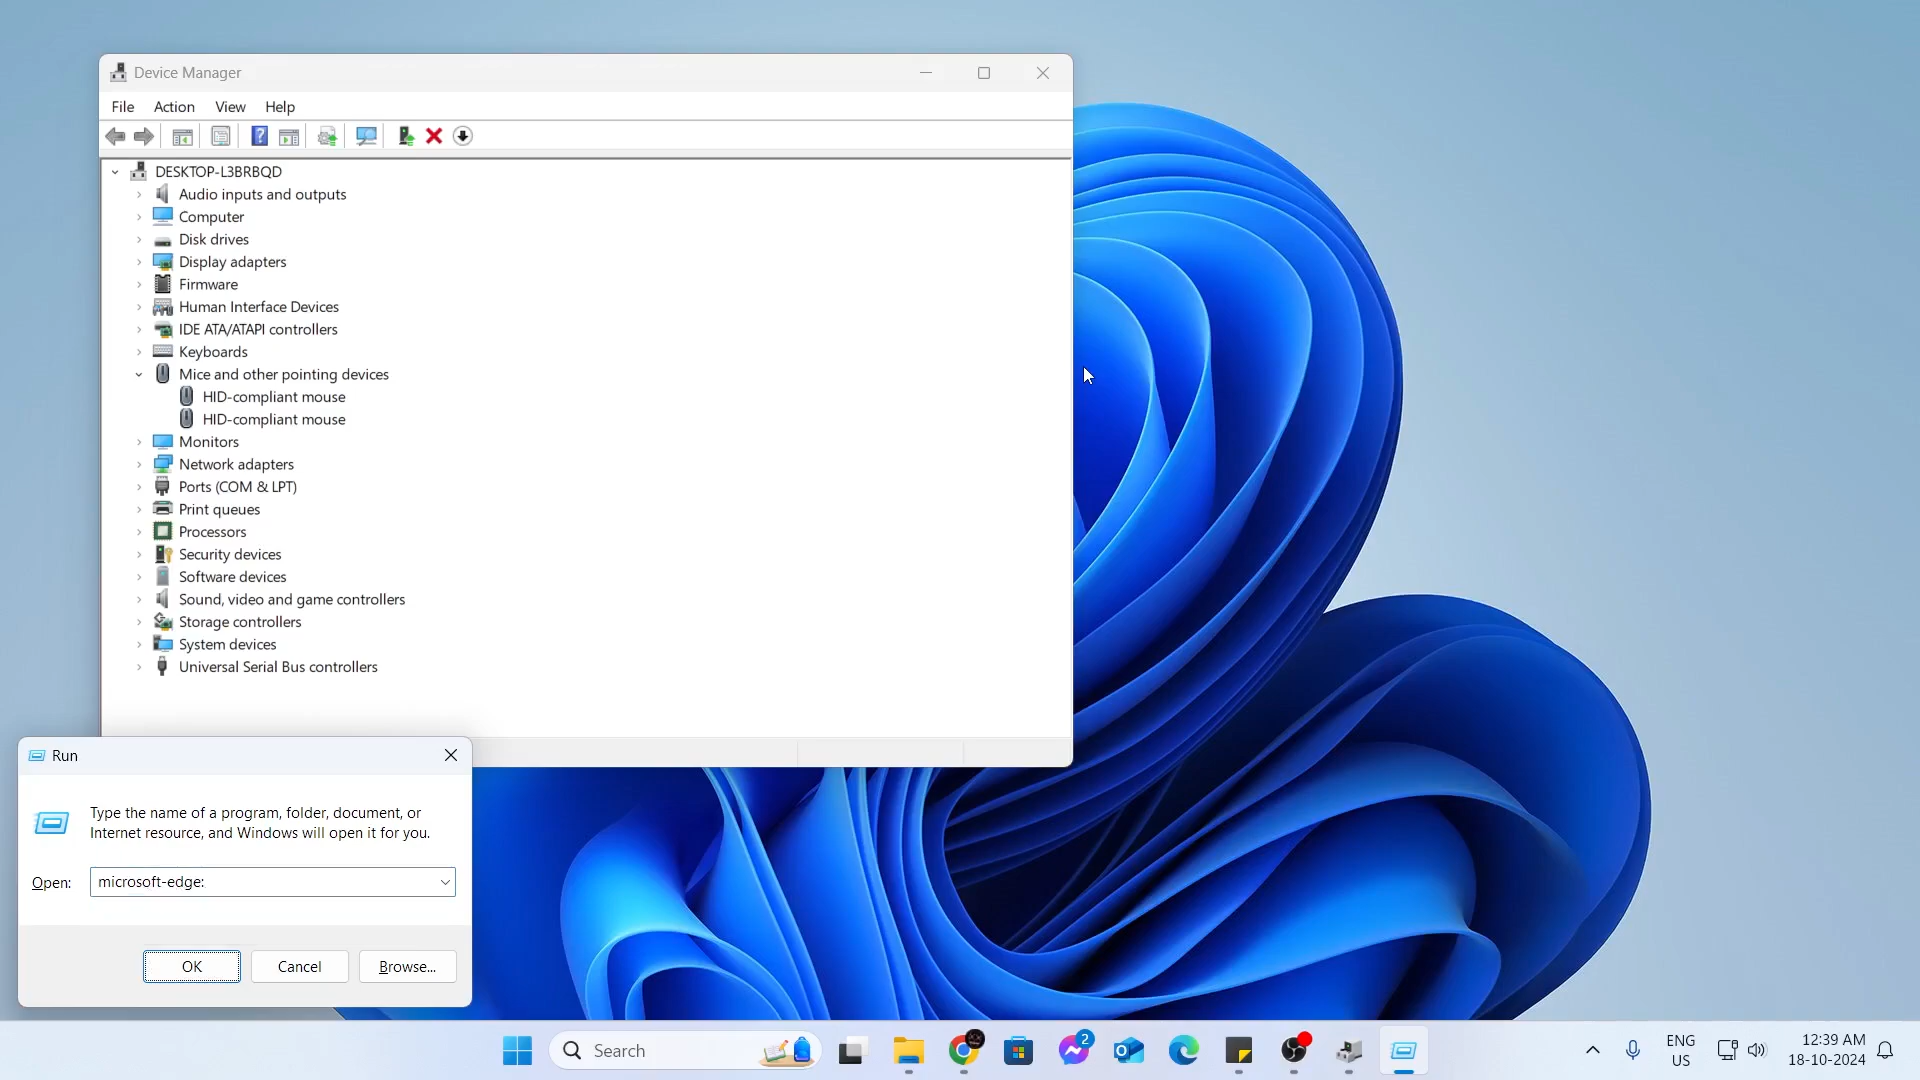 Device Manager
File Action View Help
DESKTOP-L3BRBQD
Audio inputs and outputs
Computer
Disk drives
Display adapters
Firmware
Human Interface Devices
IDE ATA/ATAPI controllers
Keyboards
Mice and other pointing devices
HID-compliant mouse
HID-compliant mouse
Monitors
Network adapters
Ports (COM & LPT)
Print queues
Processors
Security devices
Software devices
Sound, video and game controllers
Storage controllers
System devices
Universal Serial Bus controllers
Run
Type the name of a program, folder, document, or
Internet resource, and Windows will open it for you.
Open: microsoft-edge:
OK Cancel Browse...
Search
2
ENG
US
12:39 AM
18-10-2024